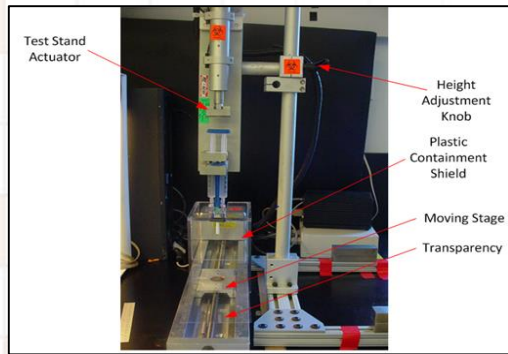 Test Stand
Actuator
Height
Adjustment
Knob
Plastic
Containment
Shield
Moving Stage
Transparency